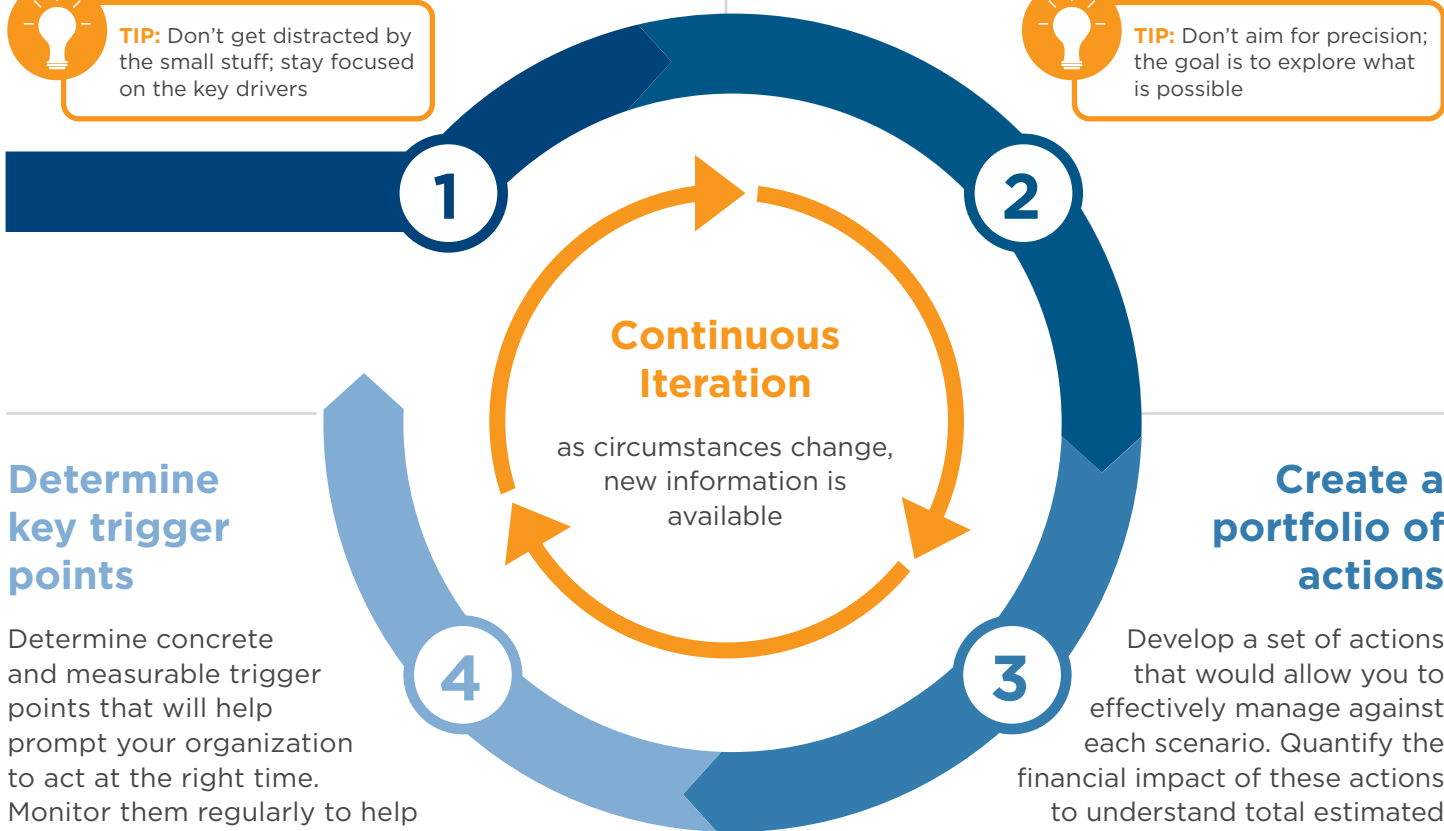 TIP: Don’t get distracted by
the small stuff; stay focused
on the key drivers
TIP: Don’t aim for precision;
the goal is to explore what
is possible
1
2
Continuous
Iteration
as circumstances change,
new information is
available
Determine
key trigger
points
Determine concrete
and measurable trigger
points that will help
prompt your organization
to act at the right time.
Monitor them regularly to help
4
3
Create a
portfolio of
actions
Develop a set of actions
that would allow you to
effectively manage against
each scenario. Quantify the
financial impact of these actions
to understand total estimated